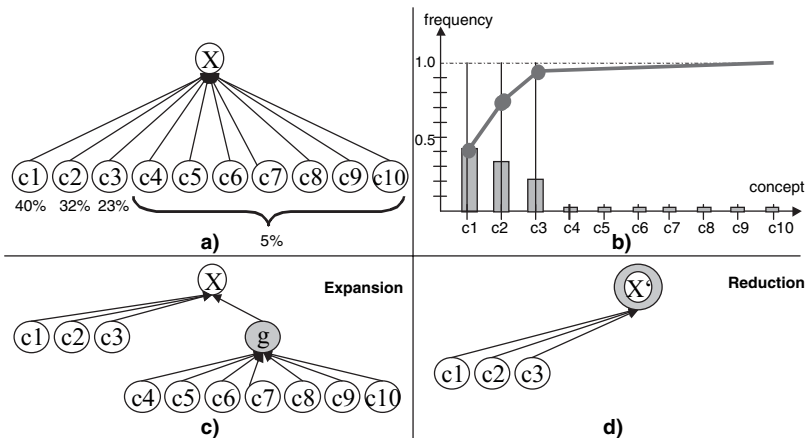 X
c1 c2 c3 c4 c5 c6 c7 c8 c9 c10
40% 32% 23%
5%
a)
frequency
1.0
0.5
concept
c1 c2 c3 c4 c5 c6 c7 c8 c9 c10
b)
X
Expansion
c1 c2 c3
g
c4 c5 c6 c7 c8 c9 c10
c)
X‘
Reduction
c1 c2 c3
d)